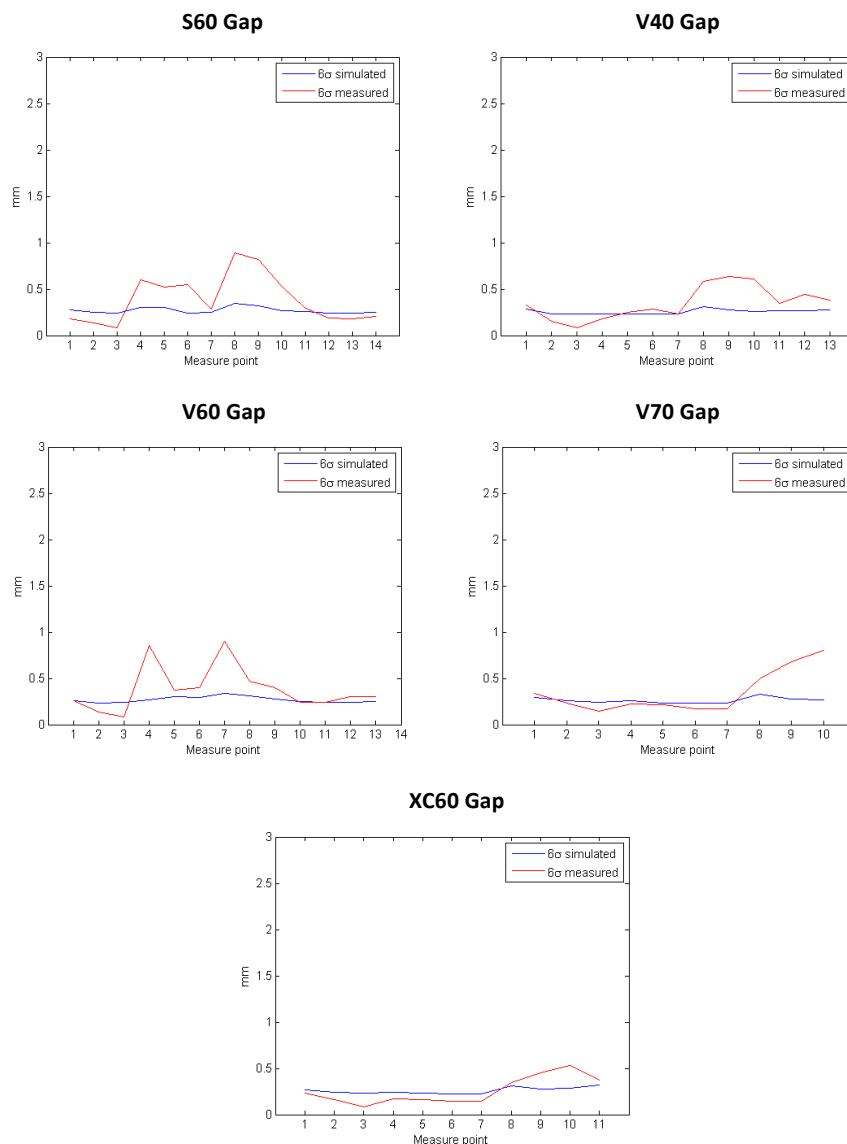 S60 Gap
3
2.5
2
1.5
1
0.5
0
mm
6σ simulated
6σ measured
1 2 3 4 5 6 7 8 9 10 11 12 13 14
Measure point
V40 Gap
3
2.5
2
1.5
1
0.5
0
mm
6σ simulated
6σ measured
1 2 3 4 5 6 7 8 9 10 11 12 13
Measure point
V60 Gap
3
2.5
2
1.5
1
0.5
0
mm
6σ simulated
6σ measured
1 2 3 4 5 6 7 8 9 10 11 12 13 14
Measure point
V70 Gap
3
2.5
2
1.5
1
0.5
0
mm
6σ simulated
6σ measured
1 2 3 4 5 6 7 8 9 10
Measure point
XC60 Gap
3
2.5
2
1.5
1
0.5
0
mm
6σ simulated
6σ measured
1 2 3 4 5 6 7 8 9 10 11
Measure point